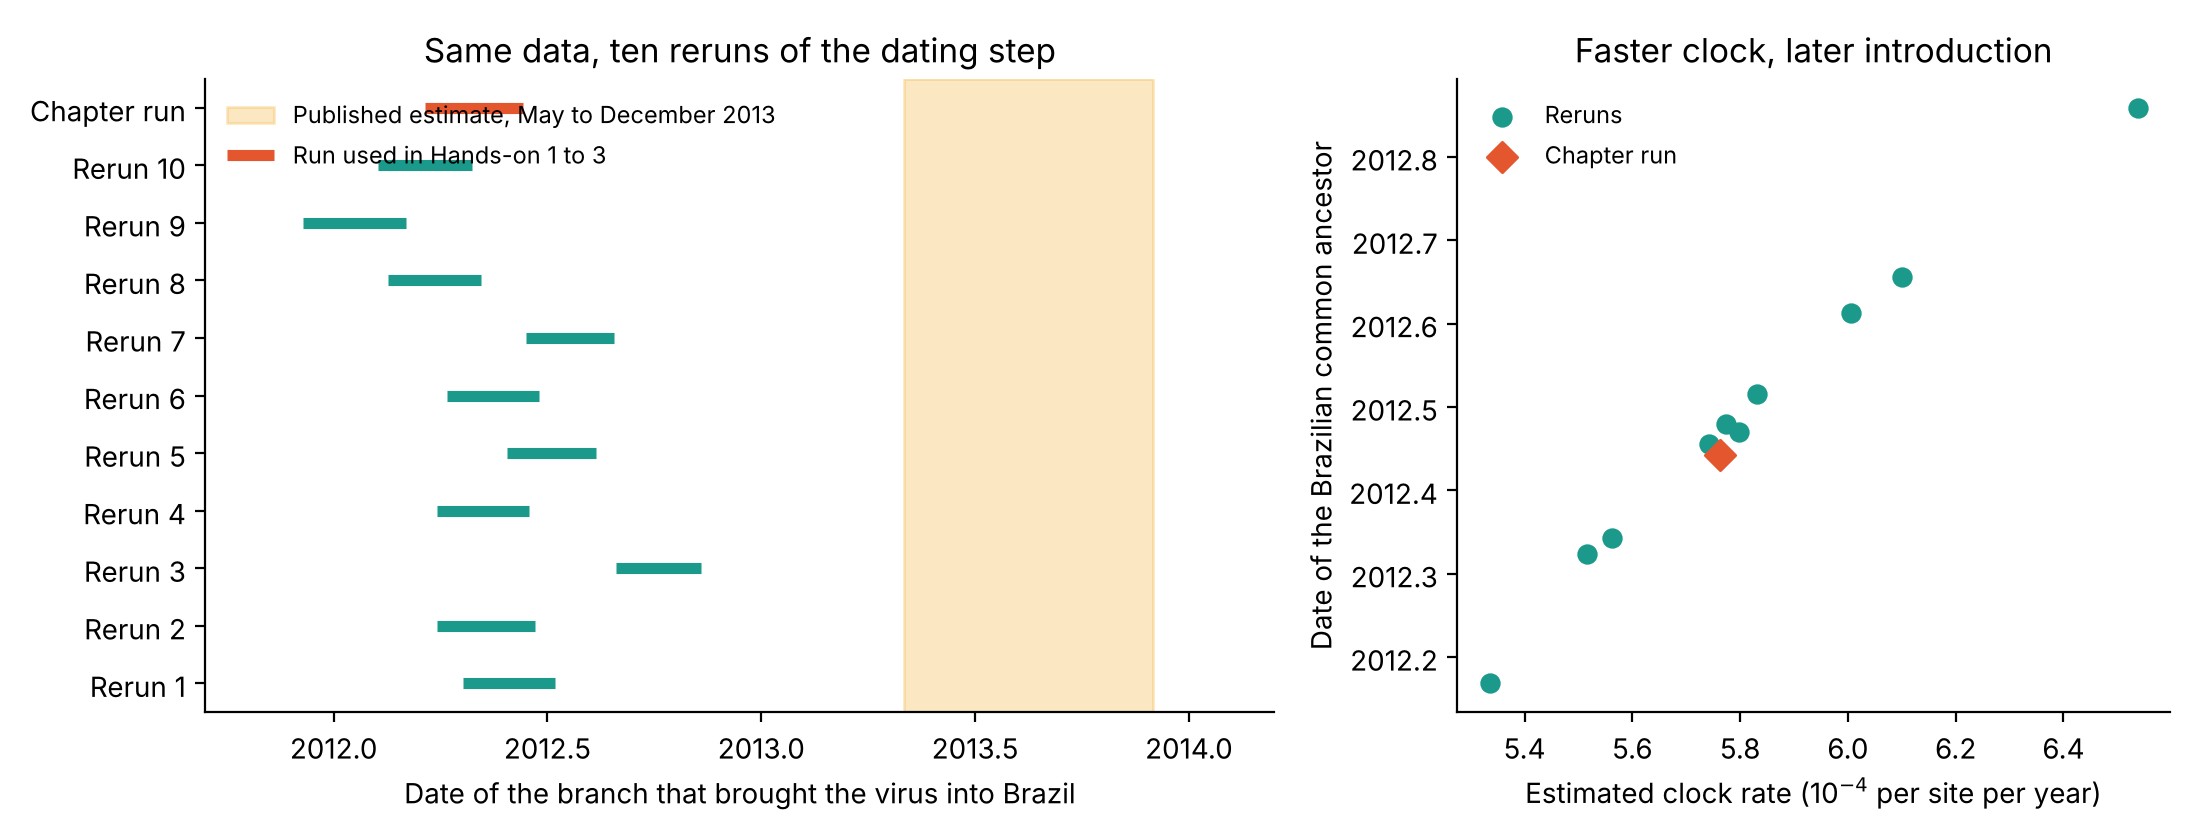 Same data, ten reruns of the dating step
Chapter run
Rerun 10
Rerun 9
Rerun 8
Rerun 7
Rerun 6
Rerun 5
Rerun 4
Rerun 3
Rerun 2
Rerun 1
Published estimate, May to December 2013
Run used in Hands-on 1 to 3
2012.0 2012.5 2013.0 2013.5 2014.0
Date of the branch that brought the virus into Brazil
Faster clock, later introduction
Date of the Brazilian common ancestor
2012.8
2012.7
2012.6
2012.5
2012.4
2012.3
2012.2
Reruns
Chapter run
5.4 5.6 5.8 6.0 6.2 6.4
Estimated clock rate (10⁻⁴ per site per year)